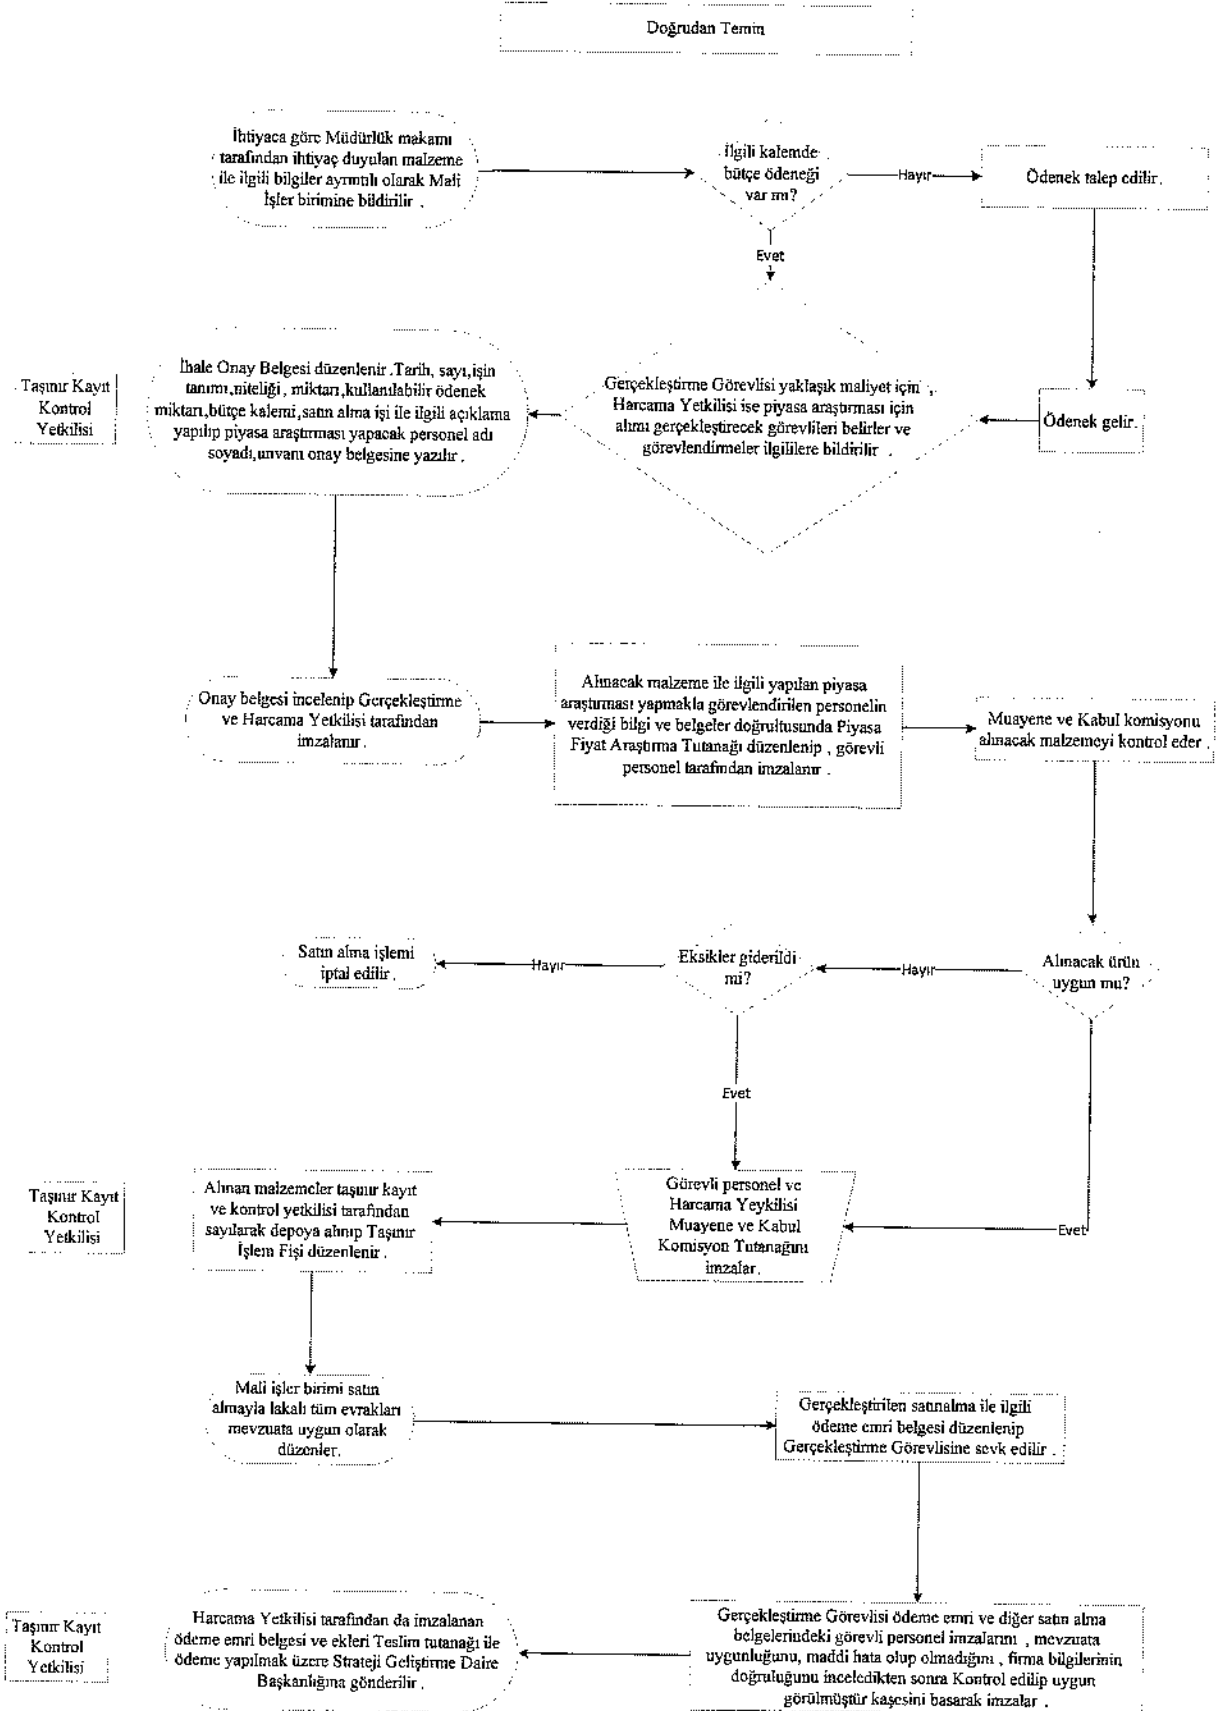 Doğrudan Temin
İhtiyaca göre Müdürlük makamı
tarafından ihtiyaç duyulan malzeme
ile ilgili bilgiler ayrıntılı olarak Mali
İşler birimine bildirilir .
İlgili kalemde
bütçe ödeneği
var mı?
Hayır
Ödenek talep edilir .
Evet
Taşınır Kayıt
Kontrol
Yetkilisi
İhale Onay Belgesi düzenlenir .Tarih, sayı,işin
tanımı,niteliği , miktarı,kullanılabilir ödenek
miktarı,bütçe kalemi,satın alma işi ile ilgili açıklama
yapılıp piyasa araştırması yapacak personel adı
soyadı,unvanı onay belgesine yazılır .
Gerçekleştirme Görevlisi yaklaşık maliyet için ,
Harcama Yetkilisi ise piyasa araştırması için
alımı gerçekleştirecek görevlileri belirler ve
görevlendirmeler ilgililere bildirilir .
Ödenek gelir.
Onay belgesi incelenip Gerçekleştirme
ve Harcama Yetkilisi tarafından
imzalanır .
Alınacak malzeme ile ilgili yapılan piyasa
araştırması yapmakla görevlendirilen personelin
verdiği bilgi ve belgeler doğrultusunda Piyasa
Fiyat Araştırma Tutanağı düzenlenip , görevli
personel tarafından imzalanır .
Muayene ve Kabul komisyonu
alınacak malzemeyi kontrol eder .
Satın alma işlemi
iptal edilir .
Hayır
Eksikler giderildi
mi?
Hayır
Alınacak ürün
uygun mu?
Evet
Taşınır Kayıt
Kontrol
Yetkilisi
Alınan malzemeler taşınır kayıt
ve kontrol yetkilisi tarafından
sayılarak depoya alınıp Taşınır
İşlem Fişi düzenlenir .
Görevli personel ve
Harcama Yeykilisi
Muayene ve Kabul
Komisyon Tutanağını
imzalar .
Evet
Mali işler birimi satın
almayla lakalı tüm evrakları
mevzuata uygun olarak
düzenler.
Gerçekleştirilen satınalma ile ilgili
ödeme emri belgesi düzenlenip
Gerçekleştirme Görevlisine sevk edilir .
Taşınır Kayıt
Kontrol
Yetkilisi
Harcama Yetkilisi tarafından da imzalanan
ödeme emri belgesi ve ekleri Teslim tutanağı ile
ödeme yapılmak üzere Strateji Geliştirme Daire
Başkanlığına gönderilir .
Gerçekleştirme Görevlisi ödeme emri ve diğer satın alma
belgelerindeki görevli personel imzalarını , mevzuata
uygunluğunu, maddi hata olup olmadığını , firma bilgilerinin
doğruluğunu inceledikten sonra Kontrol edilip uygun
görülmüştür kaşesini basarak imzalar .